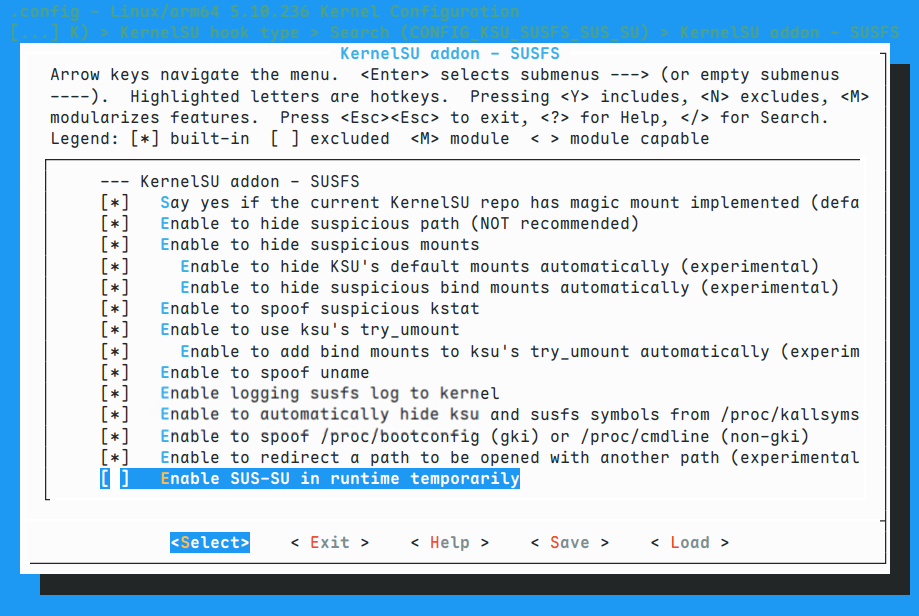 .config - Linux/arm64 5.10.236 Kernel Configuration
[...] K) > KernelSU hook type > Search (CONFIG_KSU_SUSFS_SUS_SU) > KernelSU addon - SUSFS
KernelSU addon - SUSFS
Arrow keys navigate the menu.  <Enter> selects submenus ---> (or empty submenus
----).  Highlighted letters are hotkeys.  Pressing <Y> includes, <N> excludes, <M>
modularizes features.  Press <Esc><Esc> to exit, <?> for Help, </> for Search.
Legend: [*] built-in  [ ] excluded  <M> module  < > module capable
--- KernelSU addon - SUSFS
[*]   Say yes if the current KernelSU repo has magic mount implemented (defa
[*]   Enable to hide suspicious path (NOT recommended)
[*]   Enable to hide suspicious mounts
[*]     Enable to hide KSU's default mounts automatically (experimental)
[*]     Enable to hide suspicious bind mounts automatically (experimental)
[*]   Enable to spoof suspicious kstat
[*]   Enable to use ksu's try_umount
[*]     Enable to add bind mounts to ksu's try_umount automatically (experim
[*]   Enable to spoof uname
[*]   Enable logging susfs log to kernel
[*]   Enable to automatically hide ksu and susfs symbols from /proc/kallsyms
[*]   Enable to spoof /proc/bootconfig (gki) or /proc/cmdline (non-gki)
[*]   Enable to redirect a path to be opened with another path (experimental
[ ]   Enable SUS-SU in runtime temporarily
<Select>    < Exit >    < Help >    < Save >    < Load >